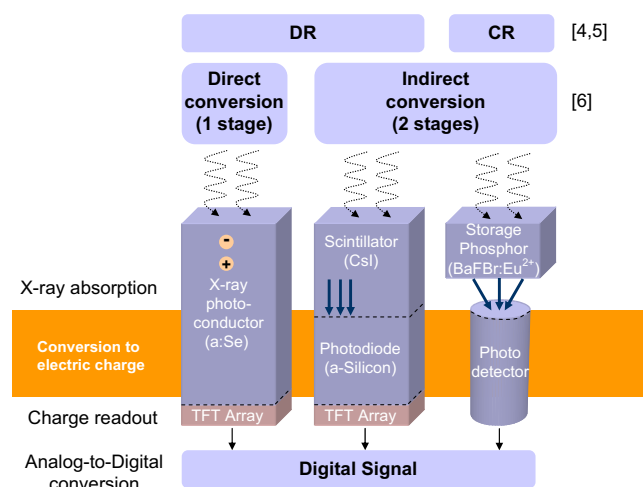 DR
CR
[4,5]
Direct
conversion
(1 stage)
Indirect
conversion
(2 stages)
[6]
-
+
X-ray
photo-
conductor
(a:Se)
Scintillator
(CsI)
Storage
Phosphor
(BaFBr:Eu²⁺)
X-ray absorption
Conversion to
electric charge
Photodiode
(a-Silicon)
Photo
detector
Charge readout
TFT Array
TFT Array
Analog-to-Digital
conversion
Digital Signal